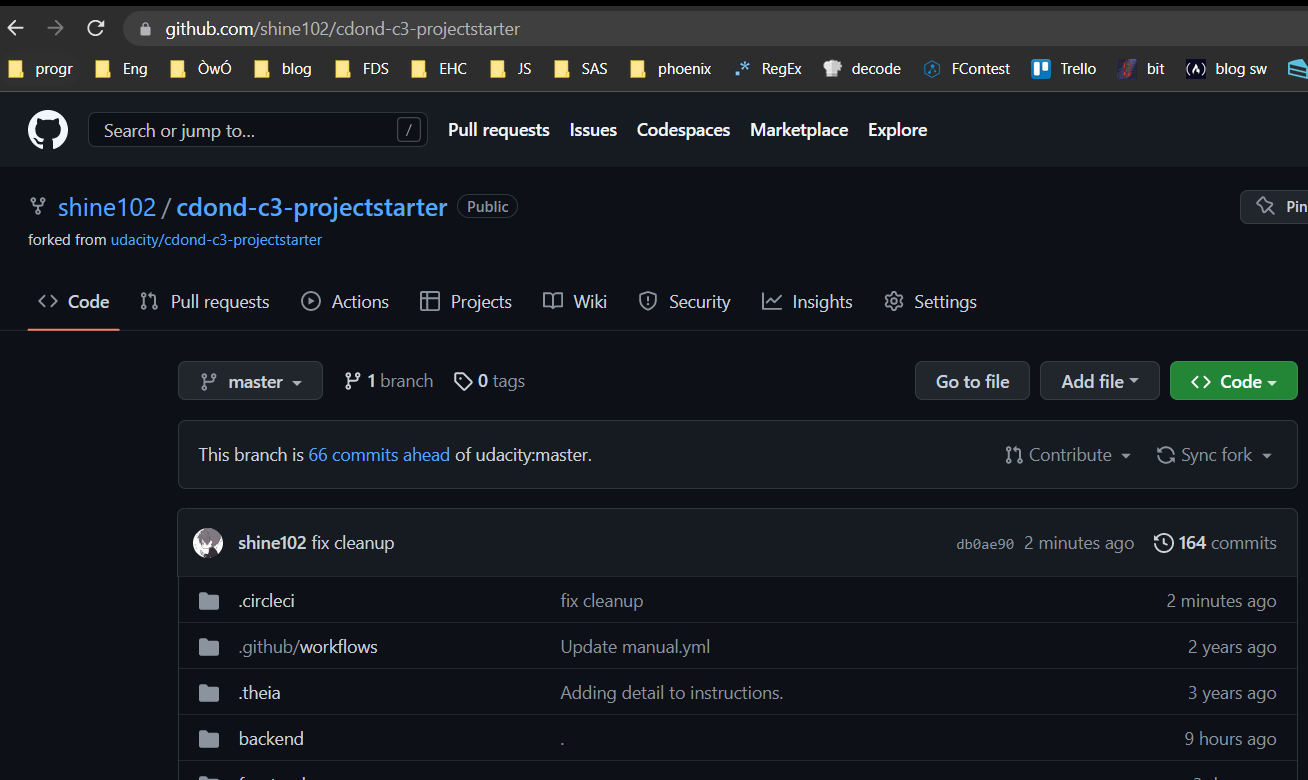 github.com/shine102/cdond-c3-projectstarter
progr Eng ÒwÓ blog FDS EHC JS SAS phoenix RegEx decode FContest Trello bit blog sw
Search or jump to... / Pull requests Issues Codespaces Marketplace Explore
shine102 / cdond-c3-projectstarter Public Pin
forked from udacity/cdond-c3-projectstarter
Code Pull requests Actions Projects Wiki Security Insights Settings
master 1 branch 0 tags Go to file Add file Code
This branch is 66 commits ahead of udacity:master. Contribute Sync fork
shine102 fix cleanup db0ae90 2 minutes ago 164 commits
.circleci fix cleanup 2 minutes ago
.github/workflows Update manual.yml 2 years ago
.theia Adding detail to instructions. 3 years ago
backend . 9 hours ago